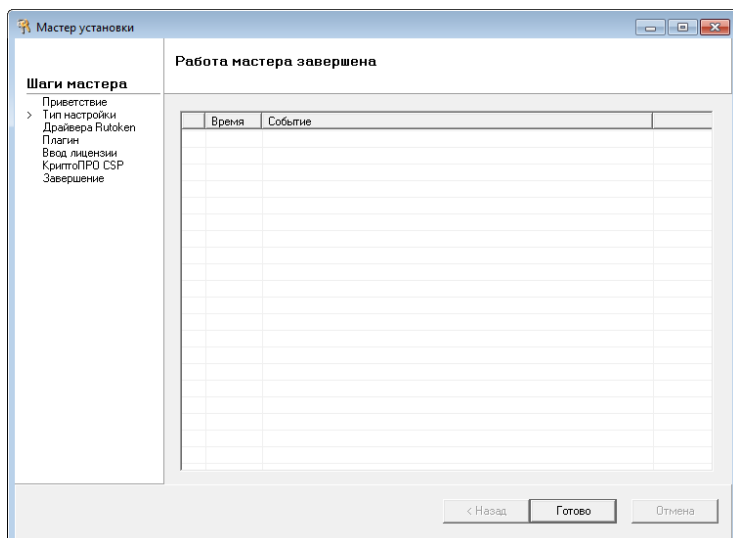 Мастер установки
Работа мастера завершена
Шаги мастера
Приветствие
> Тип настройки
Драйвера Rutoken
Плагин
Ввод лицензии
КриптоПРО CSP
Завершение
Время Событие
< Назад Готово Отмена